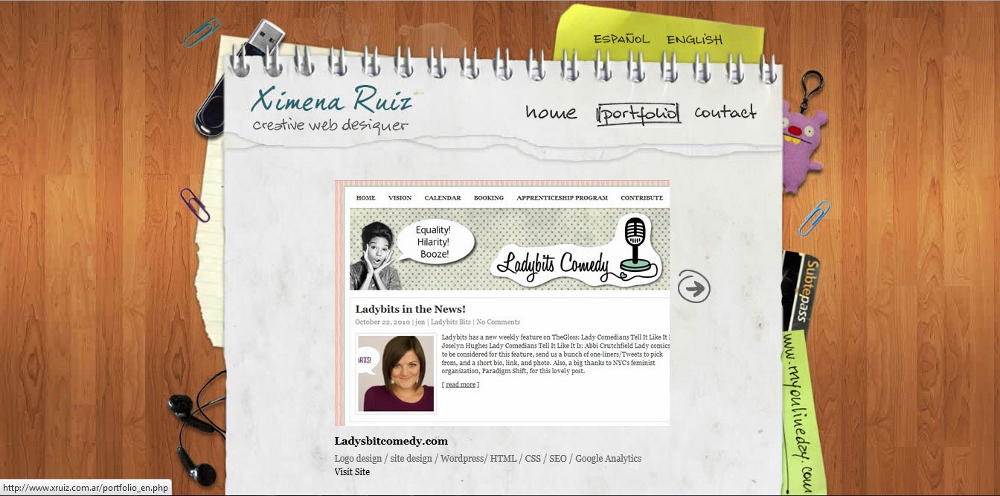 ESPAÑOL ENGLISH
Ximena Ruiz
creative web designer
home portfolio contact
HOME VISION CALENDAR BOOKING APPRENTICESHIP PROGRAM CONTRIBUTE
Equality!
Hilarity!
Booze!
Ladybits Comedy
Ladybits in the News!
October 22, 2010 | jen | Ladybits Bits | No Comments
Ladybits has a new weekly feature on TheGloss: Lady Comedians Tell It Like It I
Joselyn Hughes Lady Comedians Tell It Like It Is: Abbi Crutchfield Lady comics
to be considered for this feature, send us a bunch of one-liners/Tweets to pick
from, and a short bio, link, and photo. Also, a big thanks to NYC's feminist
organization, Paradigm Shift, for this lovely post.
[ read more ]
Subtepass
Ladysbitcomedy.com
Logo design / site design / Wordpress/ HTML / CSS / SEO / Google Analytics
Visit Site
http://www.xruiz.com.ar/portfolio_en.php